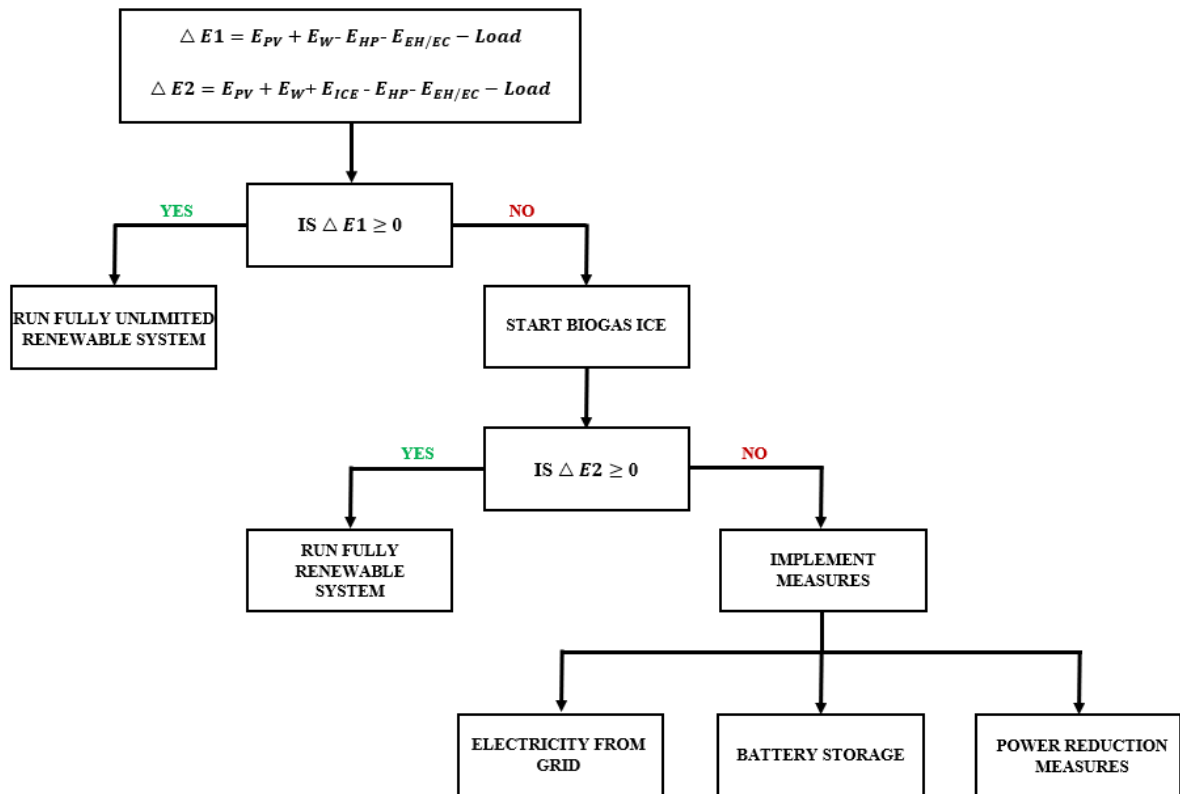 △ E1 = E_PV + E_W- E_HP- E_EH/EC − Load
△ E2 = E_PV + E_W+ E_ICE - E_HP- E_EH/EC − Load
IS △ E1 ≥ 0
YES
NO
RUN FULLY UNLIMITED
RENEWABLE SYSTEM
START BIOGAS ICE
IS △ E2 ≥ 0
YES
NO
RUN FULLY
RENEWABLE
SYSTEM
IMPLEMENT
MEASURES
ELECTRICITY FROM
GRID
BATTERY STORAGE
POWER REDUCTION
MEASURES